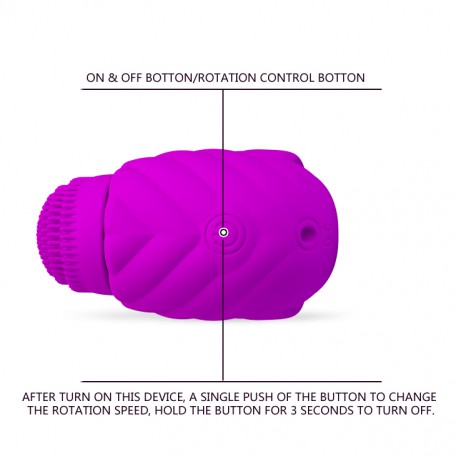 ON & OFF BOTTON/ROTATION CONTROL BOTTON
AFTER TURN ON THIS DEVICE, A SINGLE PUSH OF THE BUTTON TO CHANGE
THE ROTATION SPEED, HOLD THE BUTTON FOR 3 SECONDS TO TURN OFF.